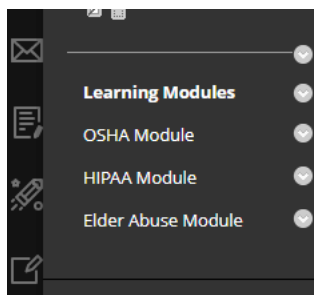 Learning Modules
OSHA Module
HIPAA Module
Elder Abuse Module